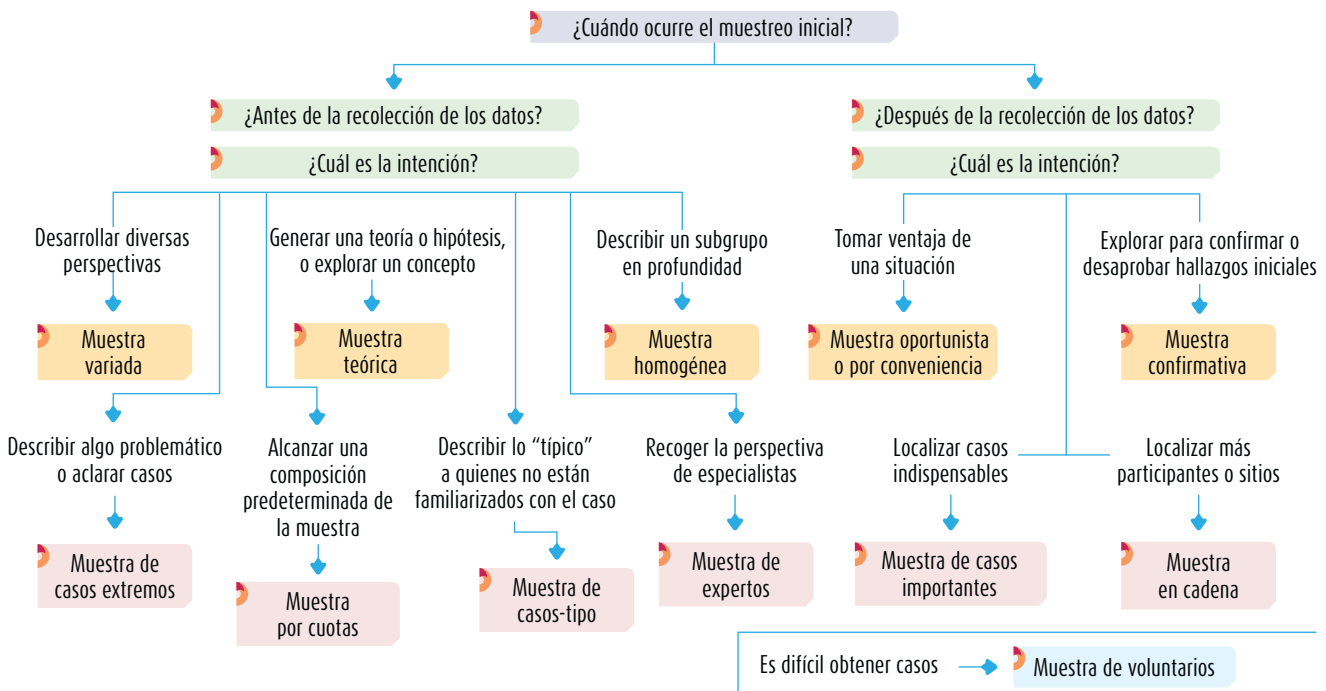 ¿Cuándo ocurre el muestreo inicial?
¿Antes de la recolección de los datos?
¿Cuál es la intención?
¿Después de la recolección de los datos?
¿Cuál es la intención?
Desarrollar diversas
perspectivas
Generar una teoría o hipótesis,
o explorar un concepto
Describir un subgrupo
en profundidad
Tomar ventaja de
una situación
Explorar para confirmar o
desaprobar hallazgos iniciales
Muestra
variada
Muestra
teórica
Muestra
homogénea
Muestra oportunista
o por conveniencia
Muestra
confirmativa
Describir algo problemático
o aclarar casos
Alcanzar una
composición
predeterminada de
la muestra
Describir lo “típico”
a quienes no están
familiarizados con el caso
Recoger la perspectiva
de especialistas
Localizar casos
indispensables
Localizar más
participantes o sitios
Muestra de
casos extremos
Muestra
por cuotas
Muestra de
casos-tipo
Muestra de
expertos
Muestra de casos
importantes
Muestra
en cadena
Es difícil obtener casos
Muestra de voluntarios